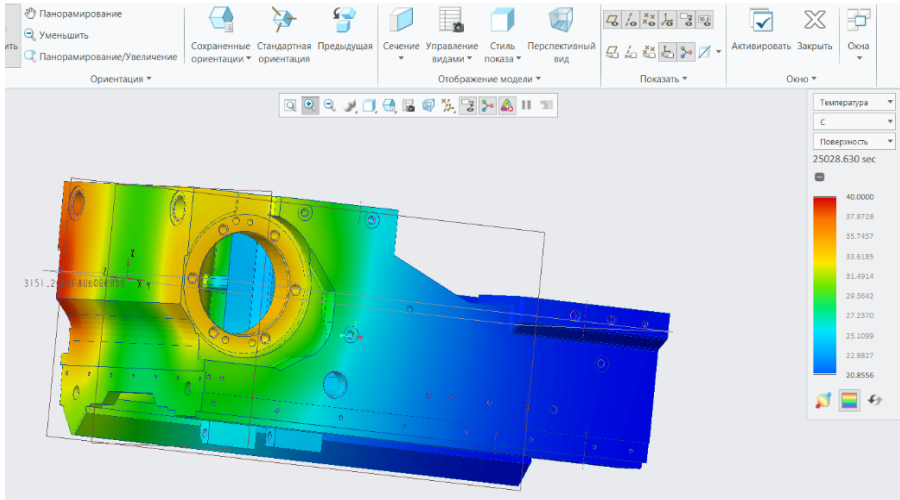 Панорамирование
Уменьшить
Панорамирование/Увеличение
Сохраненные ориентации
Стандартная ориентация
Предыдущая
Сечение
Управление видами
Стиль показа
Перспективный вид
Активировать
Закрыть
Окна
Ориентация
Отображение модели
Показать
Окно
Температура
C
Поверхность
25028.630 sec
40.0000
37.8728
35.7457
33.6185
31.4914
29.3642
27.2370
25.1099
22.9827
20.8556
Z
X Y